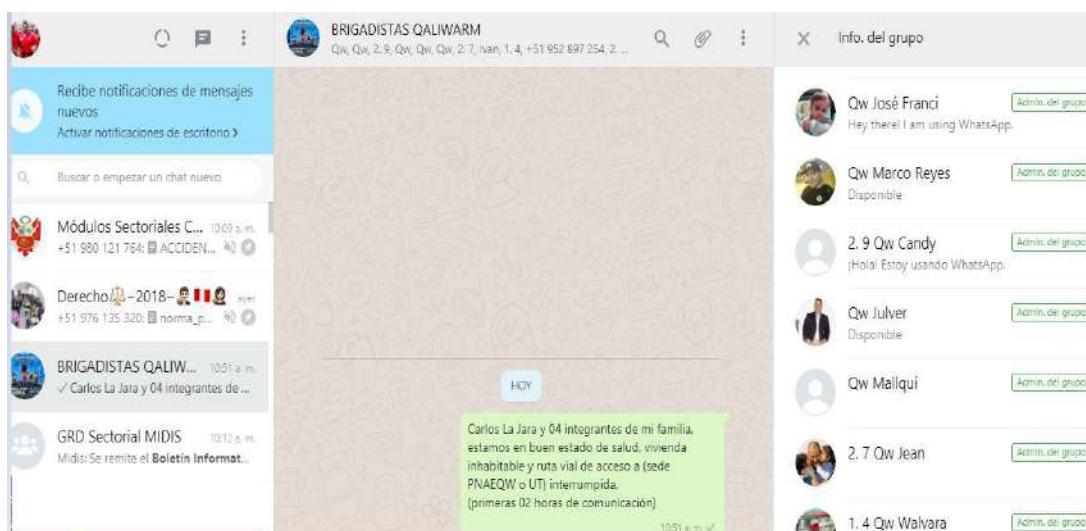 Recibe notificaciones de mensajes
nuevos
Activar notificaciones de escritorio >
Buscar o empezar un chat nuevo
Módulos Sectoriales C... 10:09 a. m.
+51 980 121 764: ACCIDEN...
Derecho -2018-
ayer
+51 976 135 320: norma_p...
BRIGADISTAS QALIW... 10:51 a. m.
Carlos La Jara y 04 integrantes de ...
GRD Sectorial MIDIS 10:12 a. m.
Midis: Se remite el Boletín Informat...
BRIGADISTAS QALIWARM
Qw, Qw, 2. 9, Qw, Qw, Qw, 2. 7, Ivan, 1. 4, +51 952 897 254, 2. ...
HOY
Carlos La Jara y 04 integrantes de mi familia,
estamos en buen estado de salud, vivienda
inhabitable y ruta vial de acceso a (sede
PNAEQW o UT) interrumpida.
(primeras 02 horas de comunicación)
10:51 a. m.
Info. del grupo
Qw José Franci
Admin. del grupo
Hey there! I am using WhatsApp.
Qw Marco Reyes
Admin. del grupo
Disponible
2. 9 Qw Candy
Admin. del grupo
¡Hola! Estoy usando WhatsApp.
Qw Julver
Admin. del grupo
Disponible
Qw Mallqui
Admin. del grupo
2. 7 Qw Jean
Admin. del grupo
1. 4 Qw Walvara
Admin. del grupo